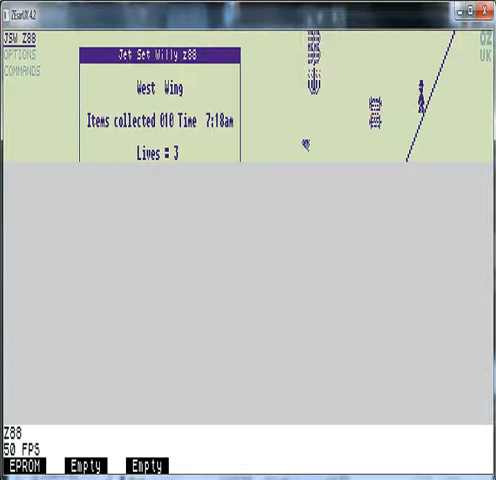 ZEsarUX 4.2
JSW Z88
OPTIONS
COMMANDS
Jet Set Willy z88
West Wing
Items collected 010 Time 7:18am
Lives = 3
OZ
UK
Z88
50 FPS
EPROM Empty Empty